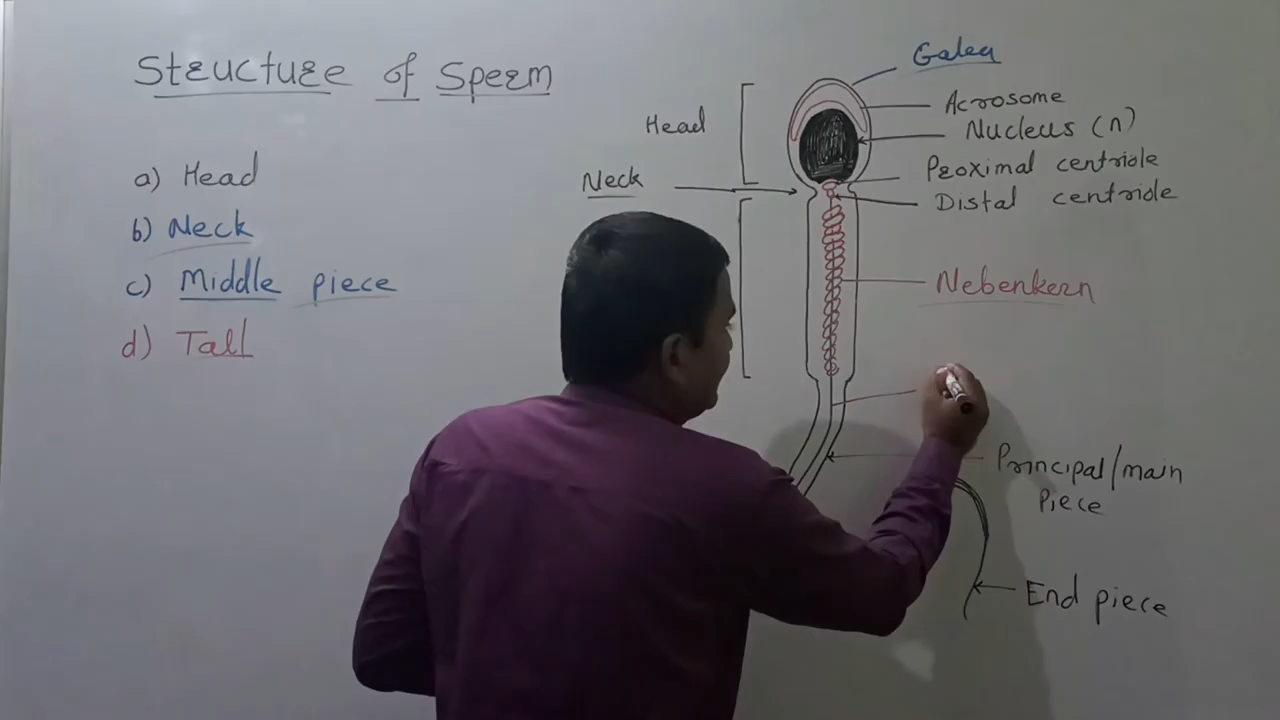 Structure of Sperm
a) Head
b) Neck
c) Middle piece
d) Tail
Head
Neck
Galea
Acrosome
Nucleus (n)
Proximal centriole
Distal centriole
Nebenkern
Principal/main
Piece
End piece